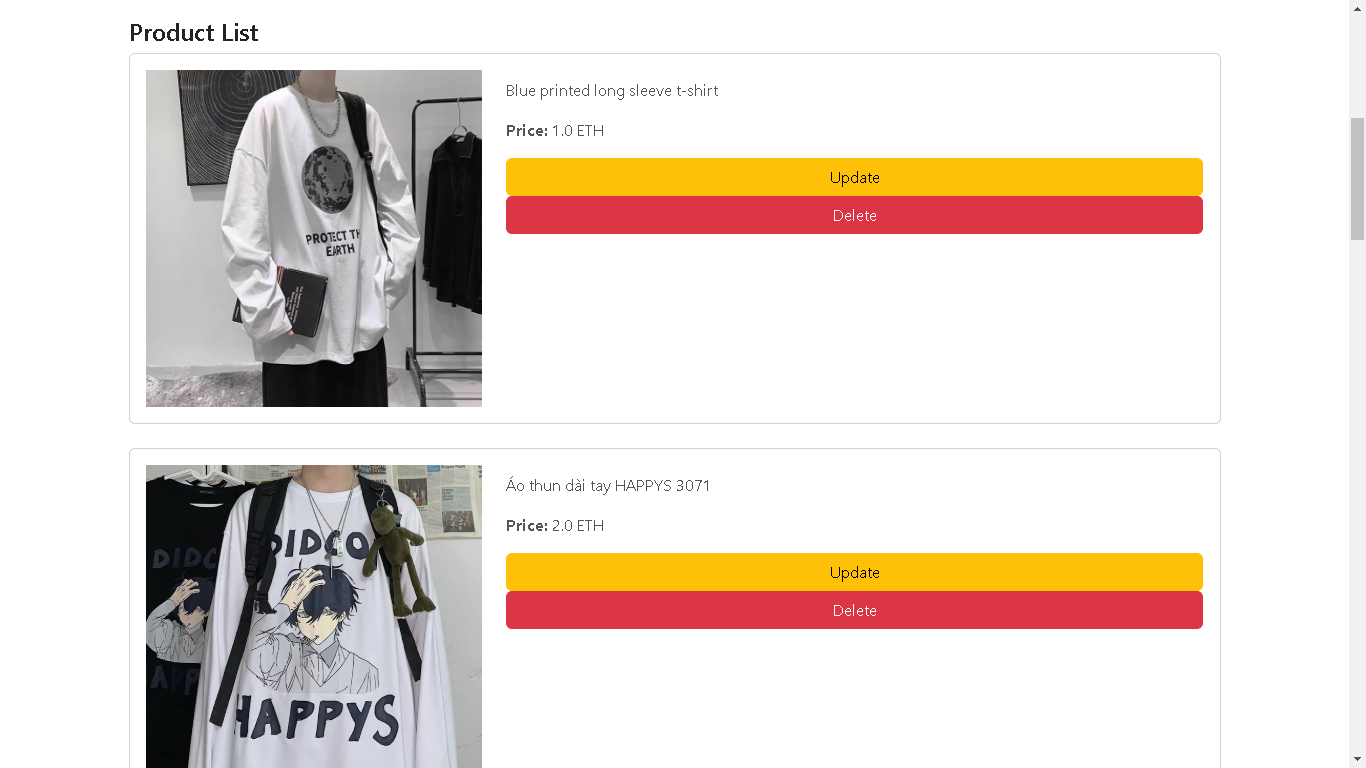 Product List
Blue printed long sleeve t-shirt
Price: 1.0 ETH
Update
Delete
PROTECT TH
EARTH
Áo thun dài tay HAPPYS 3071
Price: 2.0 ETH
Update
Delete
DIDCO
DIDC
HAPPYS